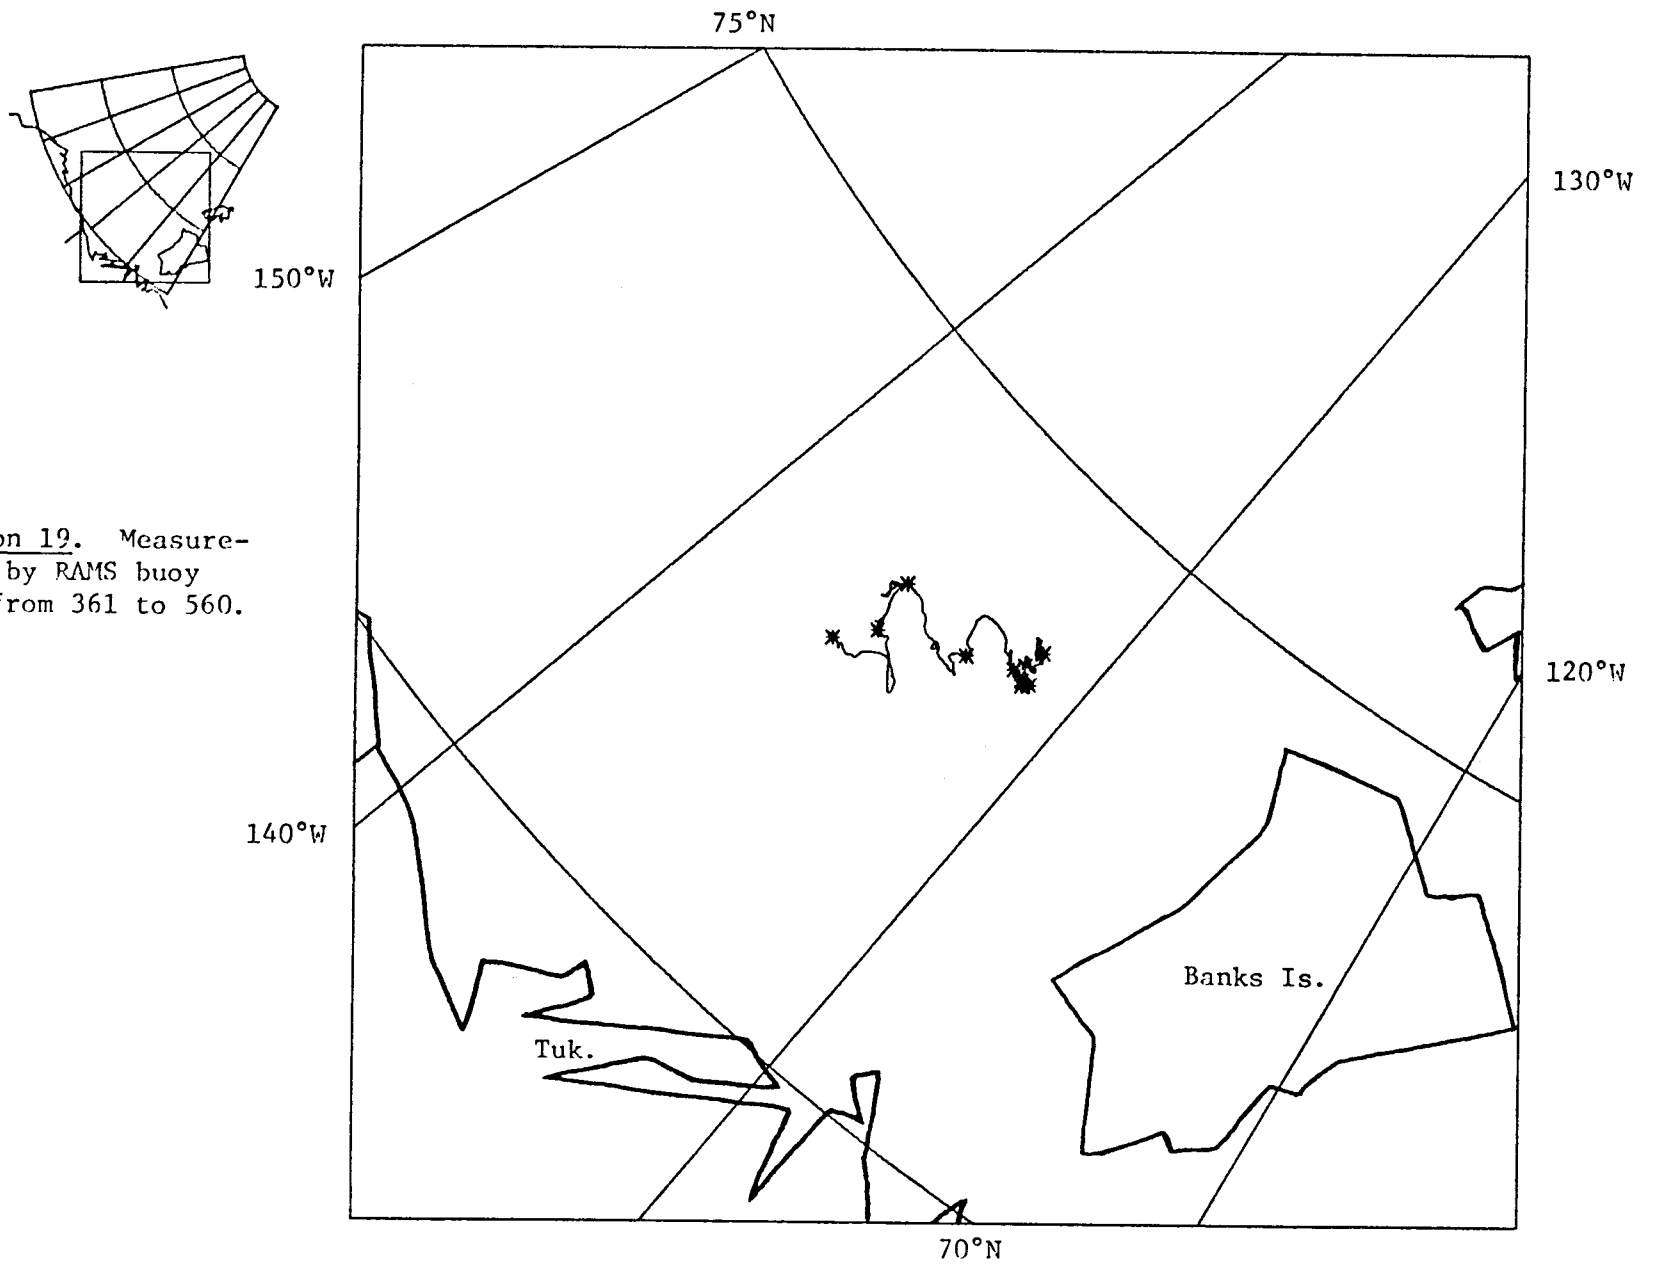 75°N
130°W
150°W
on 19. Measure-
by RAMS buoy
from 361 to 560.
120°W
140°W
Banks Is.
Tuk.
70°N